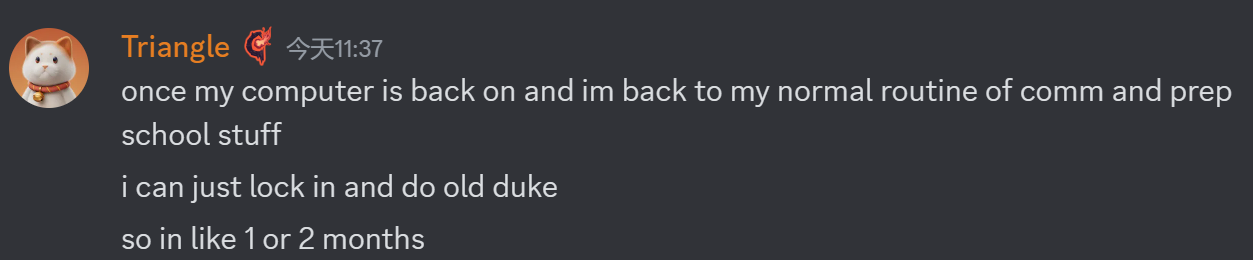 Triangle 今天11:37
once my computer is back on and im back to my normal routine of comm and prep
school stuff
i can just lock in and do old duke
so in like 1 or 2 months